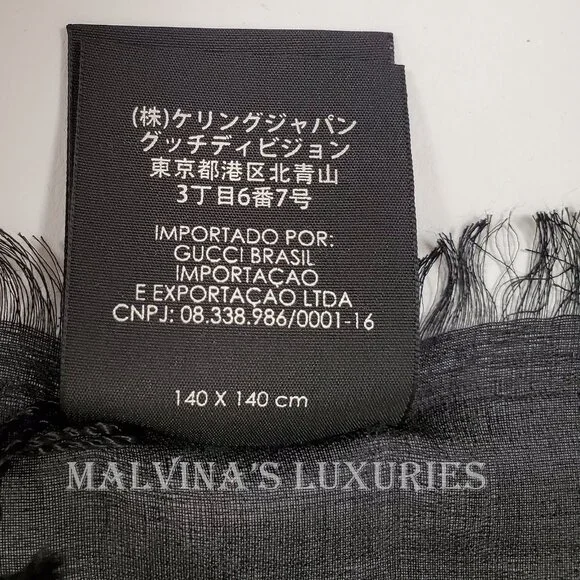 (株)ケリングジャパン
グッチディビジョン
東京都港区北青山
3丁目6番7号
IMPORTADO POR:
GUCCI BRASIL
IMPORTAÇAO
E EXPORTAÇÃO LTDA
CNPJ: 08.338.986/0001-16
140 X 140 cm
MALVINA'S LUXURIES